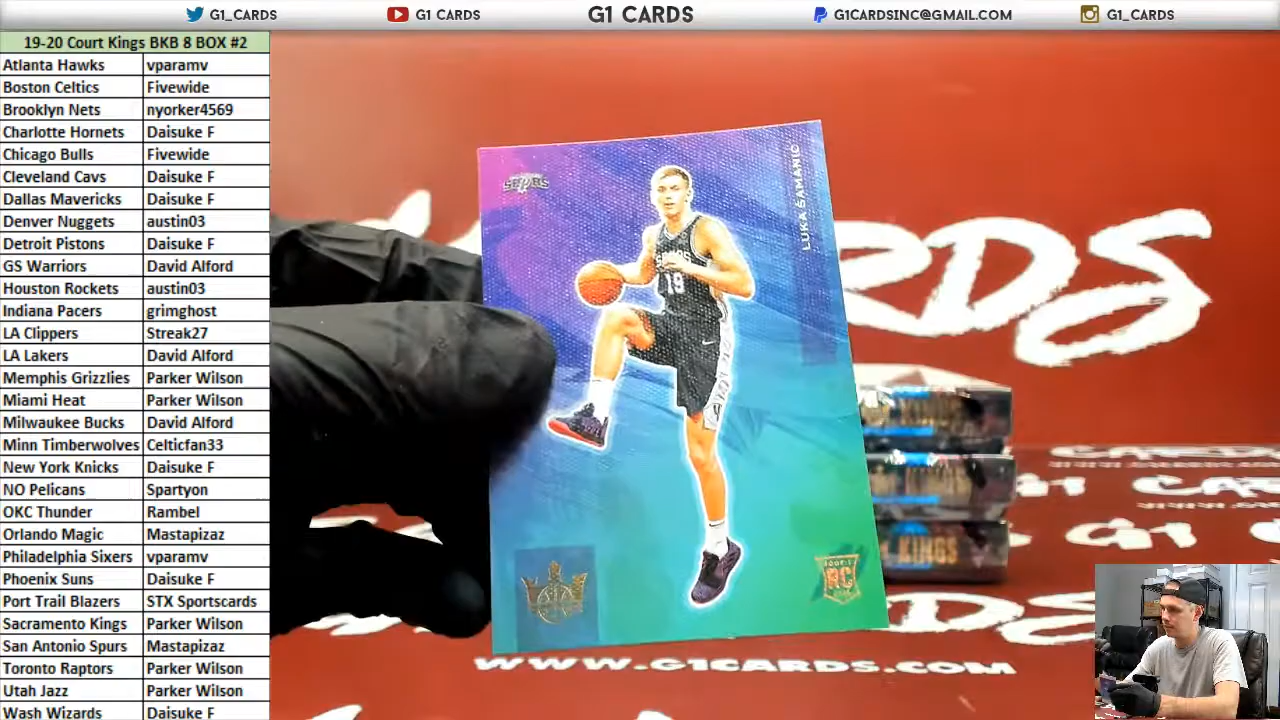 G1_CARDS
G1 CARDS
G1 CARDS
G1CARDSINC@GMAIL.COM
G1_CARDS
19-20 Court Kings BKB 8 BOX #2
Atlanta Hawks vparamv
Boston Celtics Fivewide
Brooklyn Nets nyorker4569
Charlotte Hornets Daisuke F
Chicago Bulls Fivewide
Cleveland Cavs Daisuke F
Dallas Mavericks Daisuke F
Denver Nuggets austin03
Detroit Pistons Daisuke F
GS Warriors David Alford
Houston Rockets austin03
Indiana Pacers grimghost
LA Clippers Streak27
LA Lakers David Alford
Memphis Grizzlies Parker Wilson
Miami Heat Parker Wilson
Milwaukee Bucks David Alford
Minn Timberwolves Celticfan33
New York Knicks Daisuke F
NO Pelicans Spartyon
OKC Thunder Rambel
Orlando Magic Mastapizaz
Philadelphia Sixers vparamv
Phoenix Suns Daisuke F
Port Trail Blazers STX Sportscards
Sacramento Kings Parker Wilson
San Antonio Spurs Mastapizaz
Toronto Raptors Parker Wilson
Utah Jazz Parker Wilson
Wash Wizards Daisuke F
SPURS
LUKA ŠAMANIĆ
19
RC
KINGS
WWW.G1CARDS.COM
G1 CARDS